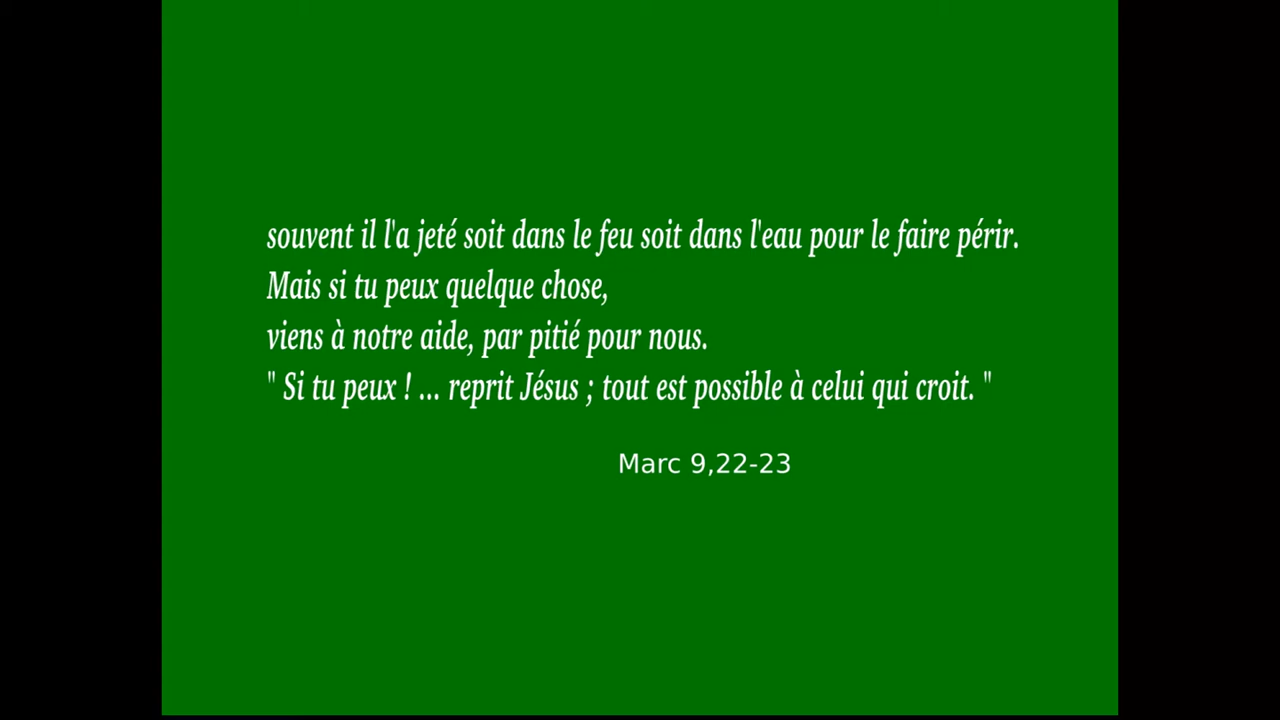 souvent il l'a jeté soit dans le feu soit dans l'eau pour le faire périr.
Mais si tu peux quelque chose,
viens à notre aide, par pitié pour nous.
" Si tu peux ! ... reprit Jésus ; tout est possible à celui qui croit. "
Marc 9,22-23